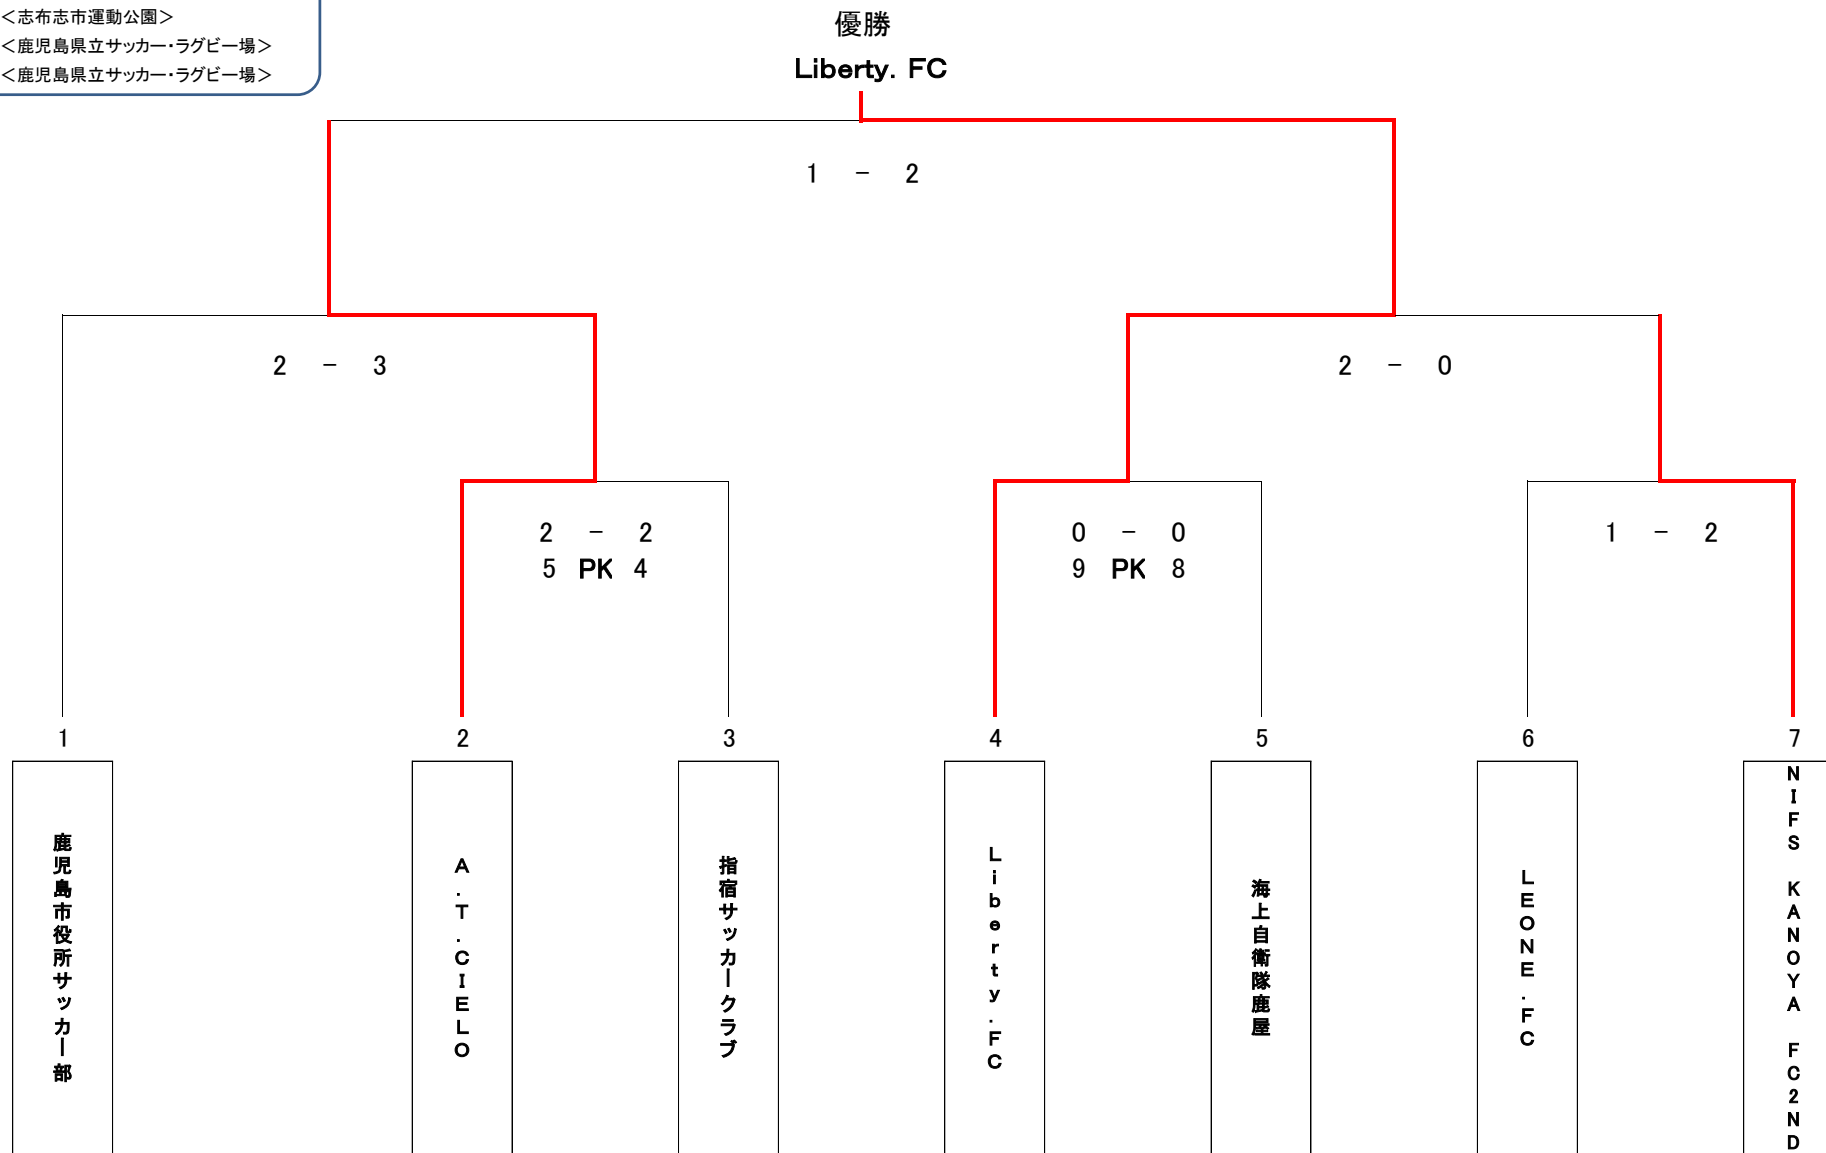 ＜志布志市運動公園＞
＜鹿児島県立サッカー・ラグビー場＞
＜鹿児島県立サッカー・ラグビー場＞
優勝
Liberty. FC
1 － 2
2 － 3
2 － 0
2 － 2
5 PK 4
0 － 0
9 PK 8
1 － 2
1
2
3
4
5
6
7
鹿児島市役所サッカー部
A.T.CIELO
指宿サッカークラブ
Liberty.FC
海上自衛隊鹿屋
LEONE.FC
NIFS KANOYA FC2ND